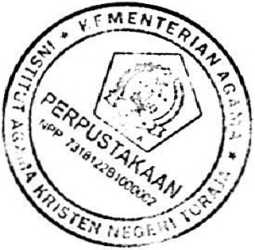 KEMENTERIAN AGAMA
INSTITUT AGAMA KRISTEN NEGERI TORAJA
PERPUSTAKAAN
NPP 7318122B1000002